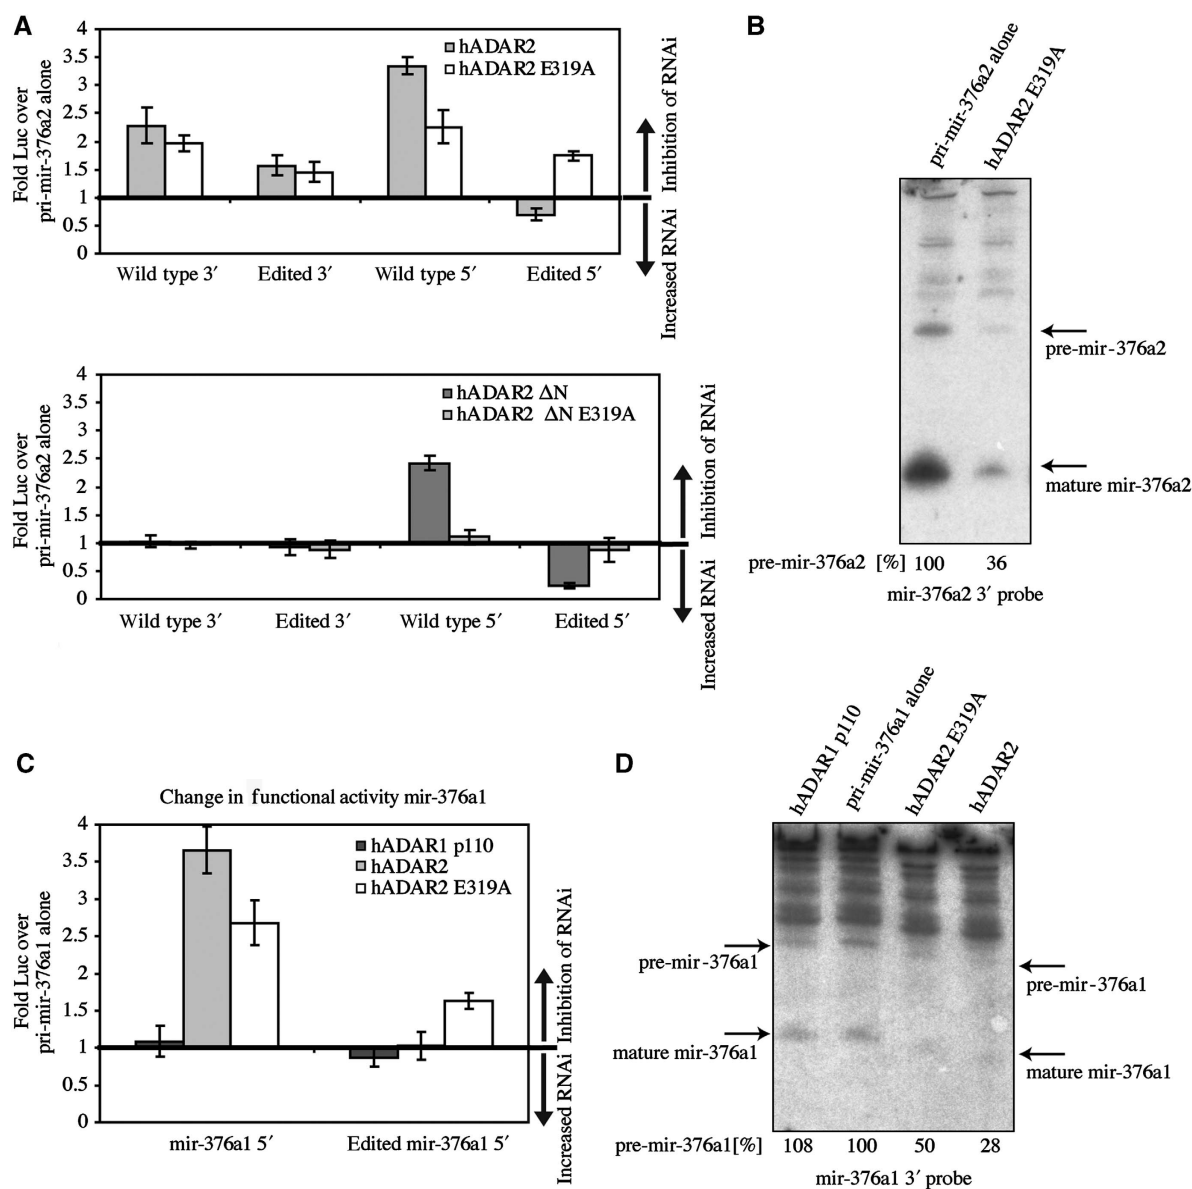 A
4
3.5
3
2.5
2
1.5
1
0.5
0
Fold Luc over
pri-mir-376a2 alone
hADAR2
hADAR2 E319A
Wild type 3′
Edited 3′
Wild type 5′
Edited 5′
Inhibition of RNAi
Increased RNAi
4
3.5
3
2.5
2
1.5
1
0.5
0
Fold Luc over
pri-mir-376a2 alone
hADAR2 ΔN
hADAR2 ΔN E319A
Wild type 3′
Edited 3′
Wild type 5′
Edited 5′
Inhibition of RNAi
Increased RNAi
B
pri-mir-376a2 alone
hADAR2 E319A
pre-mir-376a2
mature mir-376a2
pre-mir-376a2 [%] 100 36
mir-376a2 3′ probe
C
Change in functional activity mir-376a1
4
3.5
3
2.5
2
1.5
1
0.5
0
Fold Luc over
pri-mir-376a1 alone
hADAR1 p110
hADAR2
hADAR2 E319A
mir-376a1 5′
Edited mir-376a1 5′
Inhibition of RNAi
Increased RNAi
D
hADAR1 p110
pri-mir-376a1 alone
hADAR2 E319A
hADAR2
pre-mir-376a1
mature mir-376a1
pre-mir-376a1
mature mir-376a1
pre-mir-376a1[%] 108 100 50 28
mir-376a1 3′ probe